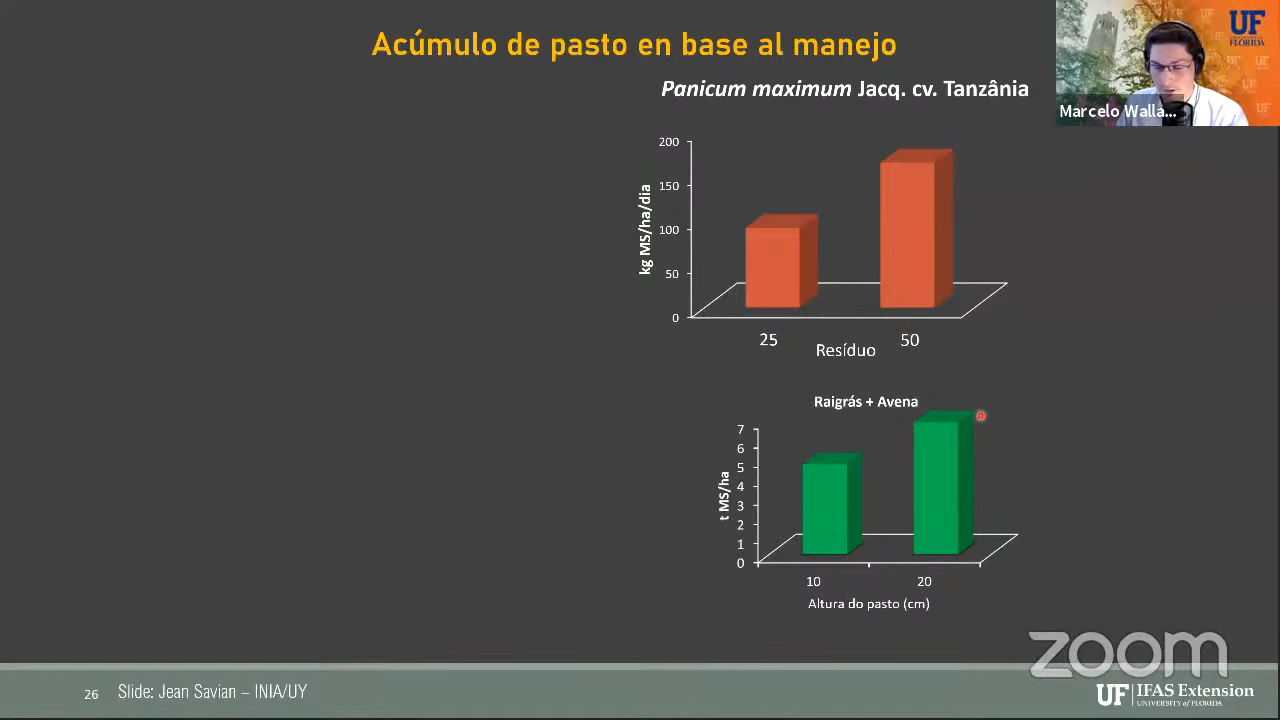 Acúmulo de pasto en base al manejo
UF
UNIVERSITY of
FLORIDA
Marcelo Walla...
Panicum maximum Jacq. cv. Tanzânia
kg MS/ha/dia
200
150
100
50
0
25
50
Resíduo
Raigrás + Avena
t MS/ha
7
6
5
4
3
2
1
0
10
20
Altura do pasto (cm)
zoom
26
Slide: Jean Savian – INIA/UY
UF IFAS Extension
UNIVERSITY of FLORIDA